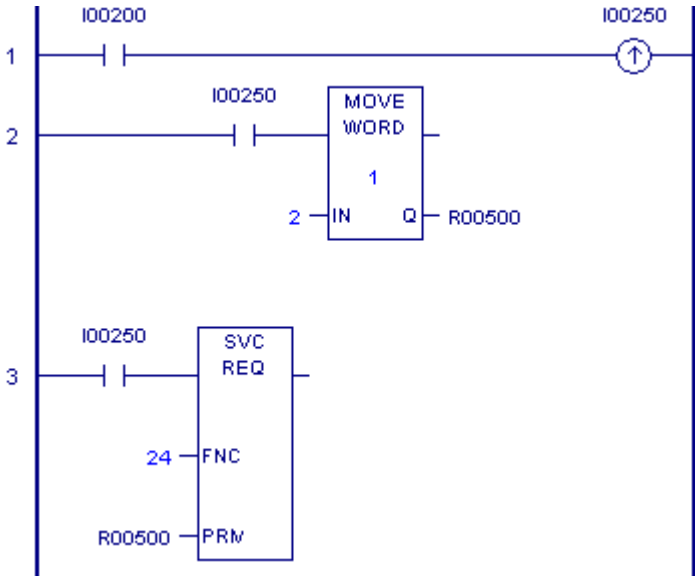 I00200 I00250
1
I00250 MOVE
WORD
2
1
2 IN Q R00500
I00250 SVC
REQ
3
24 FNC
R00500 PRM